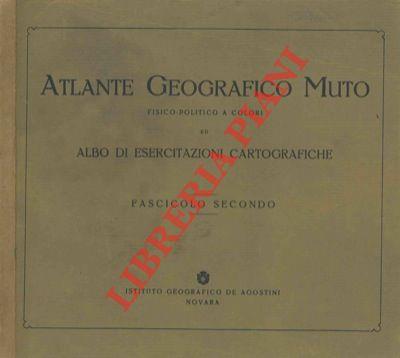 ATLANTE GEOGRAFICO MUTO
FISICO-POLITICO A COLORI
ED
ALBO DI ESERCITAZIONI CARTOGRAFICHE
FASCICOLO SECONDO
ISTITUTO GEOGRAFICO DE AGOSTINI
NOVARA
LIBRERIA PIANI